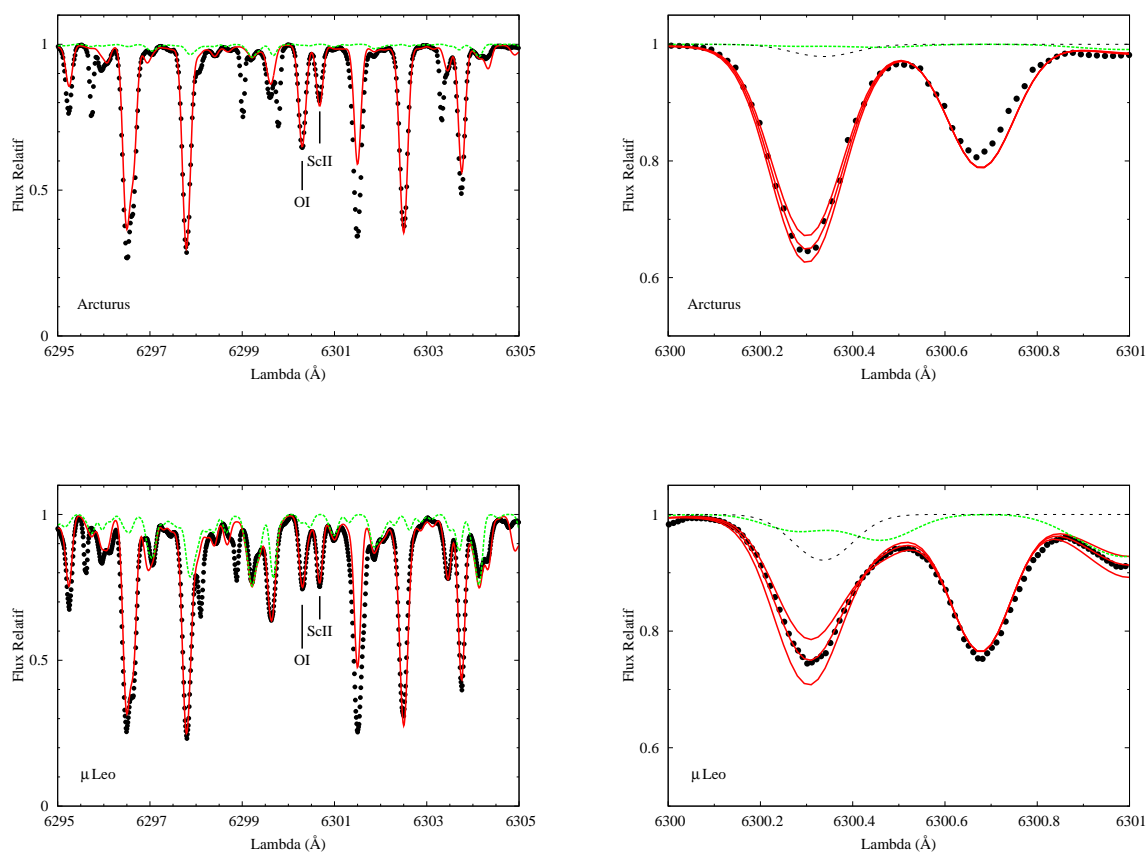 1
0.5
0
Flux Relatif
ScII
OI
Arcturus
6295 6297 6299 6301 6303 6305
Lambda (Å)
1
0.8
0.6
Flux Relatif
Arcturus
6300 6300.2 6300.4 6300.6 6300.8 6301
Lambda (Å)
1
0.5
0
Flux Relatif
ScII
OI
μ Leo
6295 6297 6299 6301 6303 6305
Lambda (Å)
1
0.8
0.6
Flux Relatif
μ Leo
6300 6300.2 6300.4 6300.6 6300.8 6301
Lambda (Å)